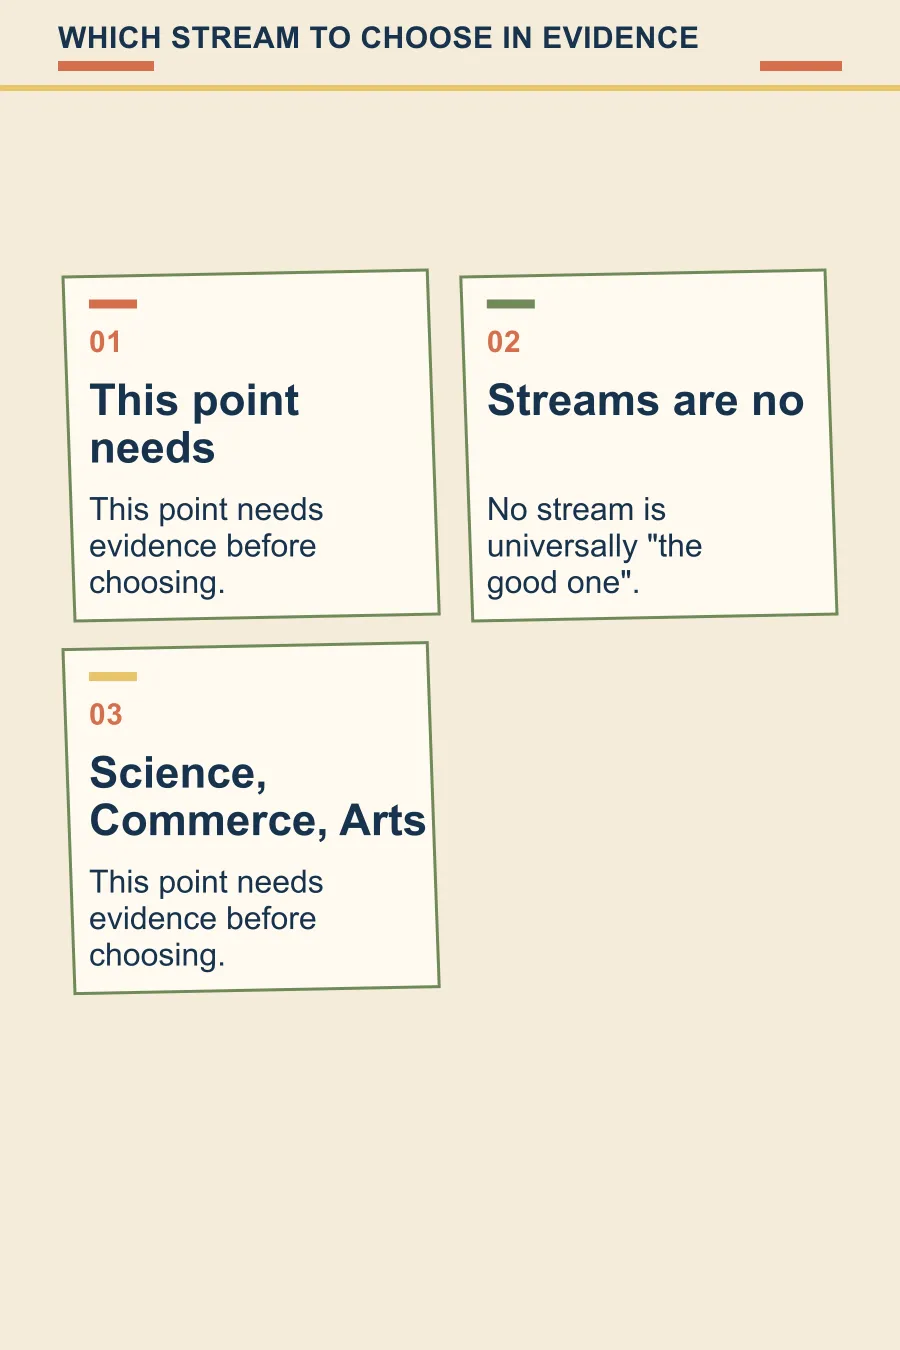 WHICH STREAM TO CHOOSE IN EVIDENCE
01
This point
needs
This point needs
evidence before
choosing.
02
Streams are no
No stream is
universally "the
good one".
03
Science,
Commerce, Arts
This point needs
evidence before
choosing.